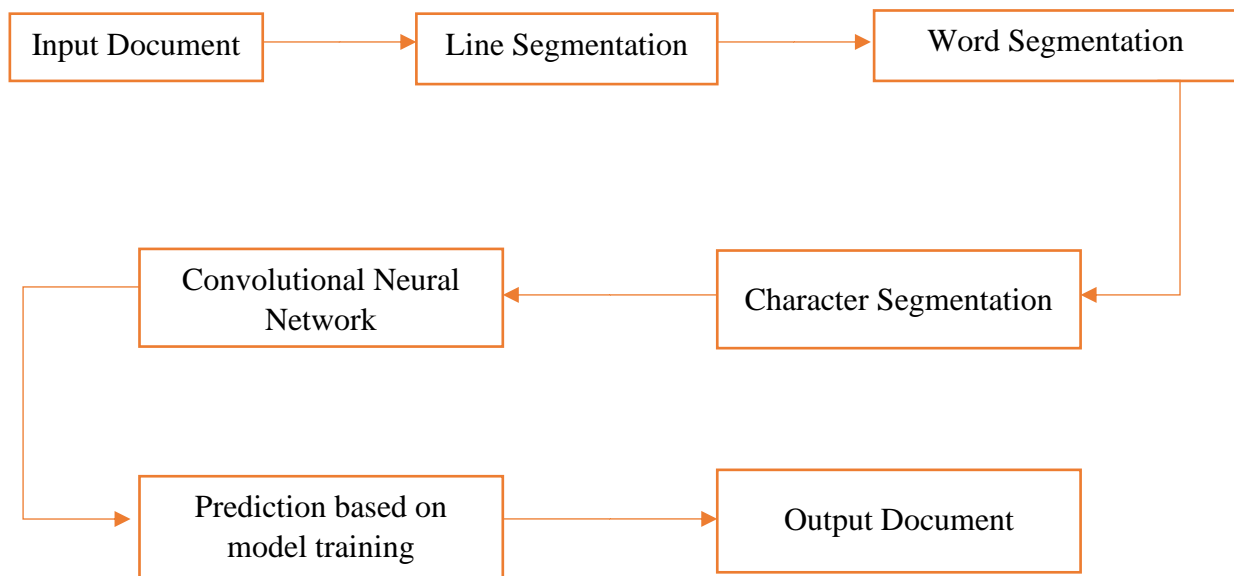 Input Document
Line Segmentation
Word Segmentation
Character Segmentation
Convolutional Neural
Network
Prediction based on
model training
Output Document